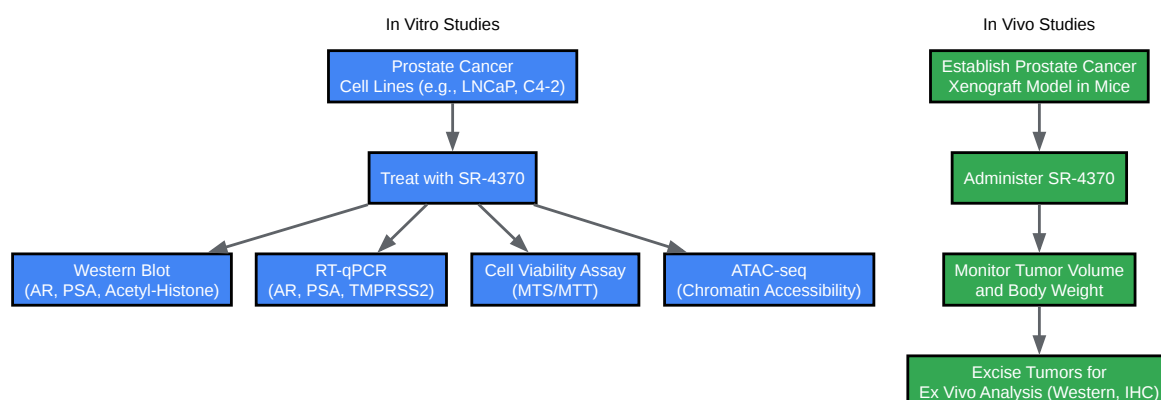 In Vitro Studies
Prostate Cancer
Cell Lines (e.g., LNCaP, C4-2)
Treat with SR-4370
Western Blot
(AR, PSA, Acetyl-Histone)
RT-qPCR
(AR, PSA, TMPRSS2)
Cell Viability Assay
(MTS/MTT)
ATAC-seq
(Chromatin Accessibility)
In Vivo Studies
Establish Prostate Cancer
Xenograft Model in Mice
Administer SR-4370
Monitor Tumor Volume
and Body Weight
Excise Tumors for
Ex Vivo Analysis (Western, IHC)